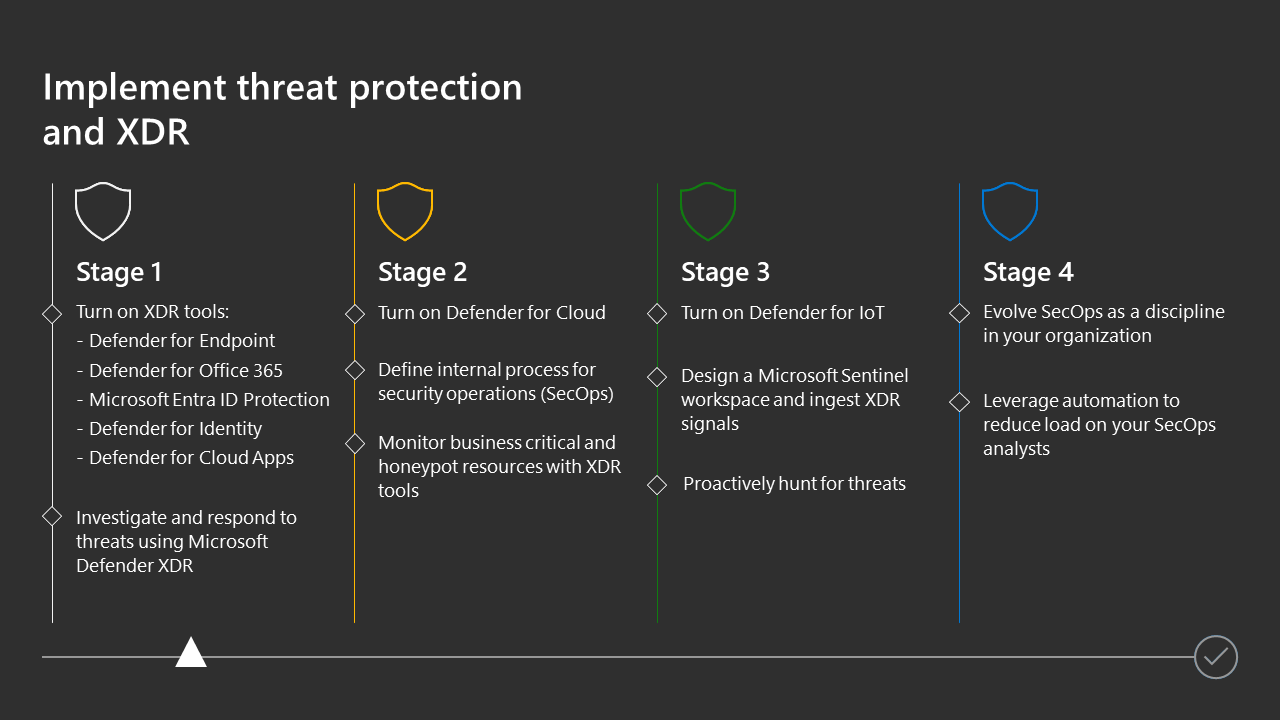 Implement threat protection
and XDR
Stage 1
Turn on XDR tools:
- Defender for Endpoint
- Defender for Office 365
- Microsoft Entra ID Protection
- Defender for Identity
- Defender for Cloud Apps
Investigate and respond to
threats using Microsoft
Defender XDR
Stage 2
Turn on Defender for Cloud
Define internal process for
security operations (SecOps)
Monitor business critical and
honeypot resources with XDR
tools
Stage 3
Turn on Defender for IoT
Design a Microsoft Sentinel
workspace and ingest XDR
signals
Proactively hunt for threats
Stage 4
Evolve SecOps as a discipline
in your organization
Leverage automation to
reduce load on your SecOps
analysts